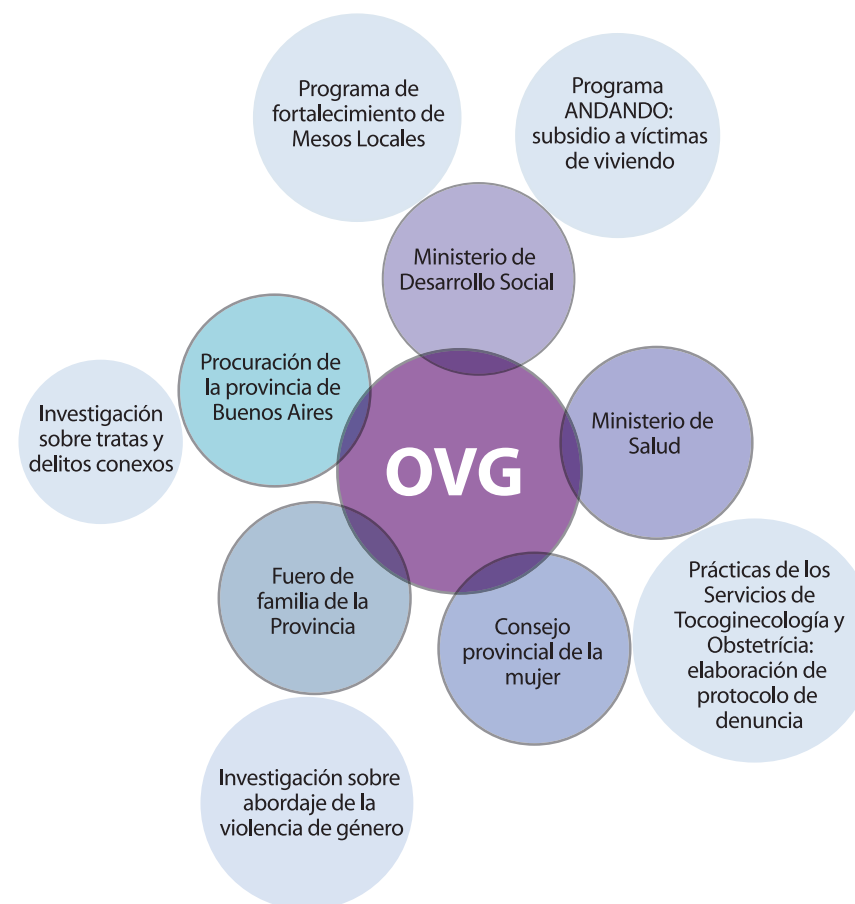 Programa de
fortalecimiento de
Mesos Locales
Programa
ANDANDO:
subsidio a víctimas
de viviendo
Ministerio de
Desarrollo Social
Procuración de
la provincia de
Buenos Aires
Investigación
sobre tratas y
delitos conexos
OVG
Ministerio de
Salud
Fuero de
familia de la
Provincia
Consejo
provincial de la
mujer
Prácticas de los
Servicios de
Tocoginecología y
Obstetrícia:
elaboración de
protocolo de
denuncia
Investigación sobre
abordaje de la
violencia de género